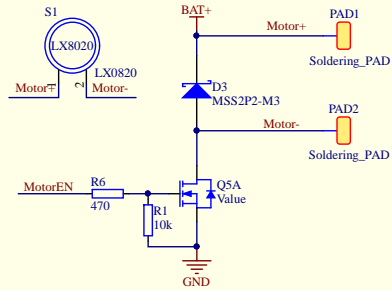 S1
LX8020
LX0820
Motor+
1
2
Motor-
BAT+
Motor+
PAD1
Soldering_PAD
D3
MSS2P2-M3
Motor-
PAD2
Soldering_PAD
MotorEN
R6
470
R1
10k
Q5A
Value
GND